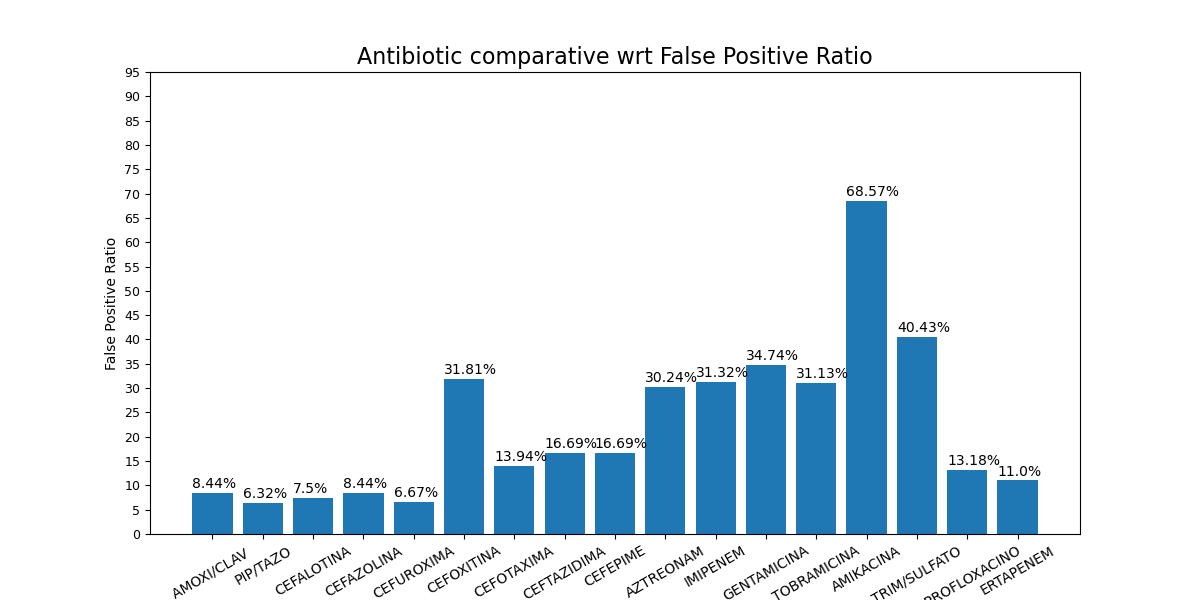 Antibiotic comparative wrt False Positive Ratio
False Positive Ratio
95
90
85
80
75
70
65
60
55
50
45
40
35
30
25
20
15
10
5
0
8.44%
6.32%
7.5%
8.44%
6.67%
31.81%
13.94%
16.69%
16.69%
30.24%
31.32%
34.74%
31.13%
68.57%
40.43%
13.18%
11.0%
AMOXI/CLAV
PIP/TAZO
CEFALOTINA
CEFAZOLINA
CEFUROXIMA
CEFOXITINA
CEFOTAXIMA
CEFTAZIDIMA
CEFEPIME
AZTREONAM
IMIPENEM
GENTAMICINA
TOBRAMICINA
AMIKACINA
TRIM/SULFATO
PROFLOXACINO
ERTAPENEM